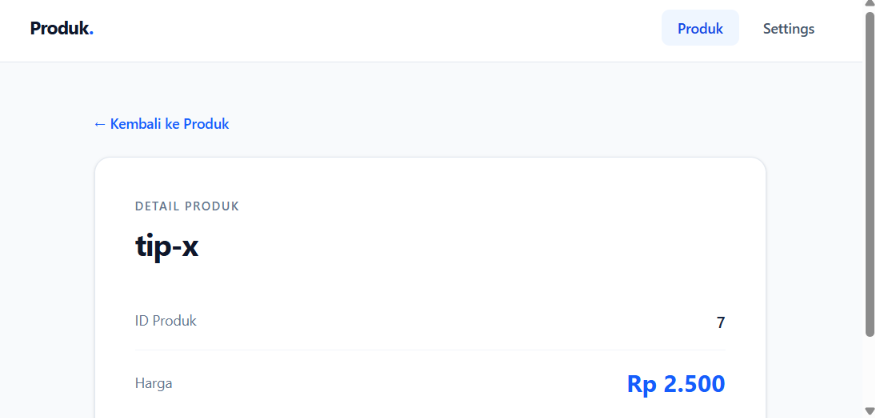 Produk.
Produk
Settings
← Kembali ke Produk
DETAIL PRODUK
tip-x
ID Produk
7
Harga
Rp 2.500